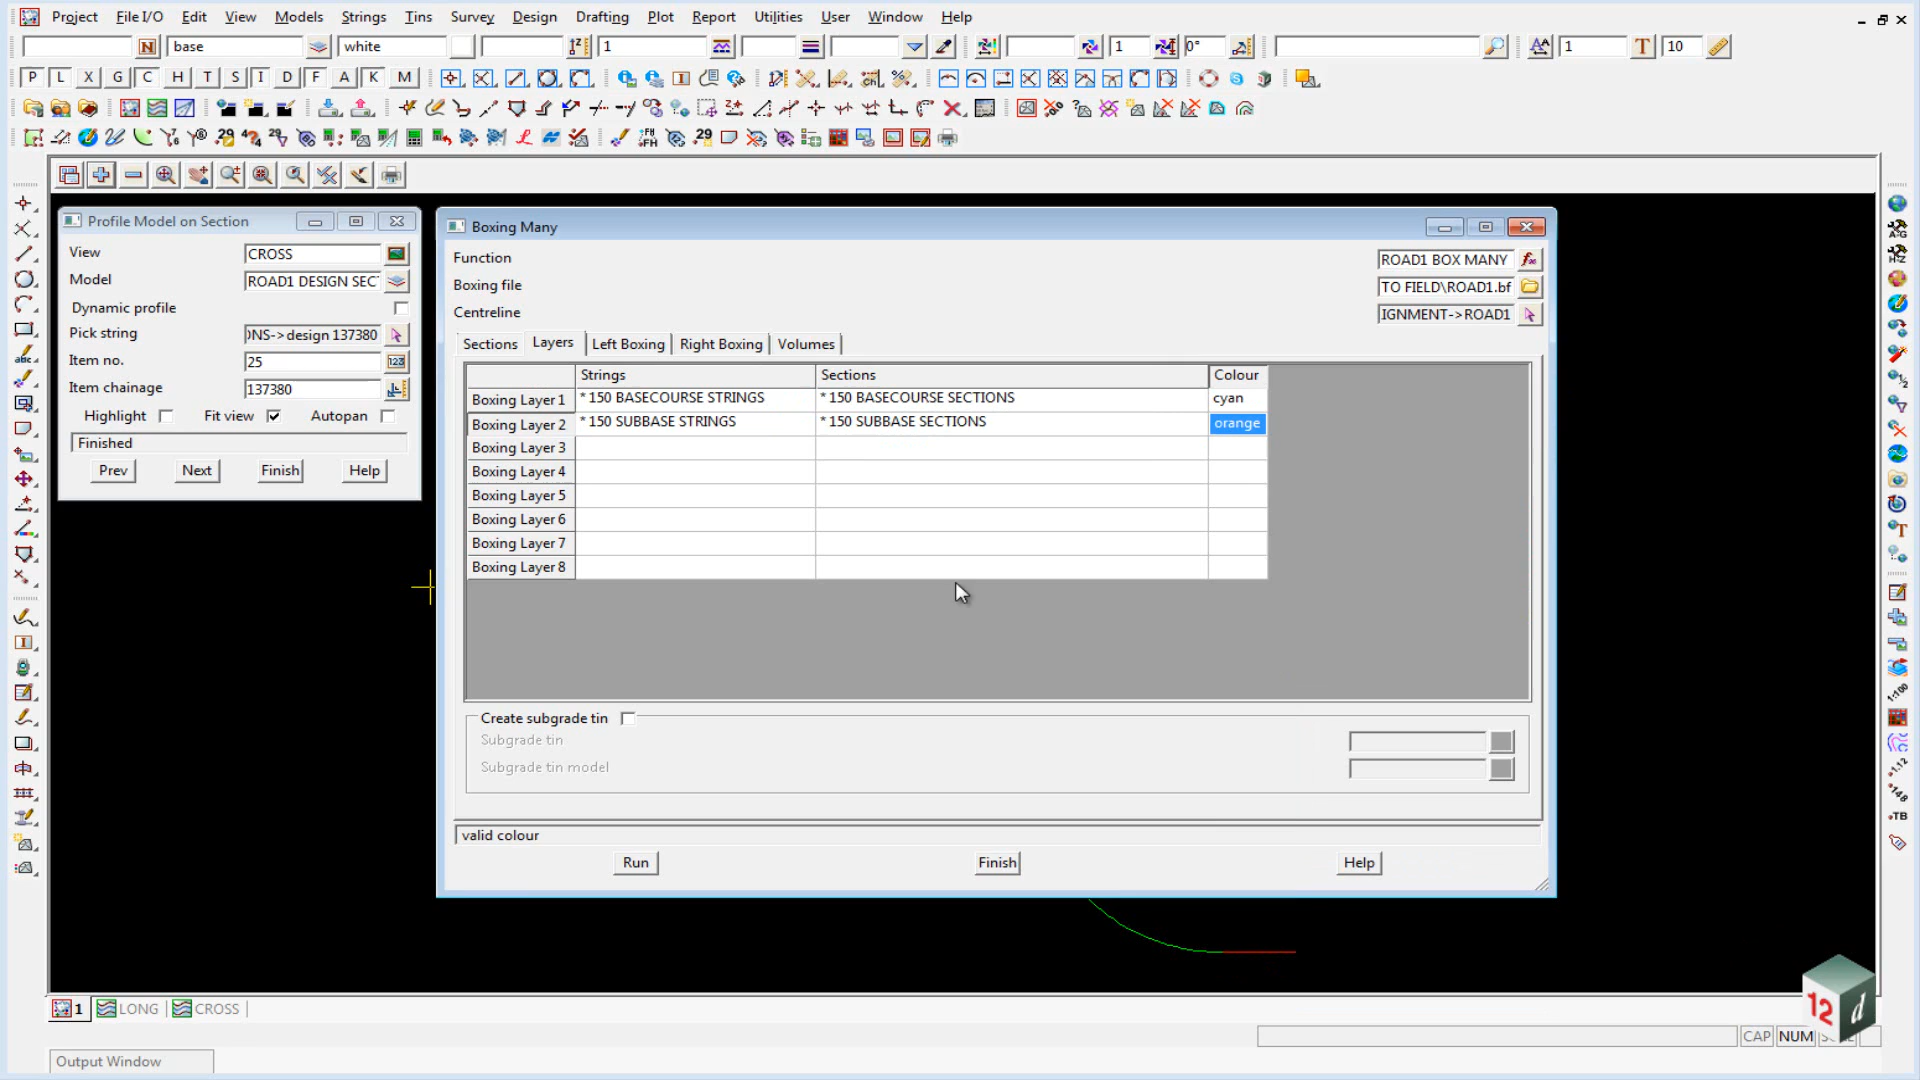 Project File I/O Edit View Models Strings Tins Survey Design Drafting Plot Report Utilities User Window Help
N base white 1 1 0° 1 T 10
P L X G C H T S I D F A K M
Profile Model on Section
View CROSS
Model ROAD1 DESIGN SEC
Dynamic profile
Pick string )NS->design 137380
Item no. 25
Item chainage 137380
Highlight Fit view Autopan
Finished
Prev Next Finish Help
Boxing Many
Function ROAD1 BOX MANY
Boxing file TO FIELD\ROAD1.bf
Centreline IGNMENT->ROAD1
Sections Layers Left Boxing Right Boxing Volumes
Strings Sections Colour
Boxing Layer 1 * 150 BASECOURSE STRINGS * 150 BASECOURSE SECTIONS cyan
Boxing Layer 2 * 150 SUBBASE STRINGS * 150 SUBBASE SECTIONS orange
Boxing Layer 3
Boxing Layer 4
Boxing Layer 5
Boxing Layer 6
Boxing Layer 7
Boxing Layer 8
Create subgrade tin
Subgrade tin
Subgrade tin model
valid colour
Run Finish Help
1 LONG CROSS
12 d
CAP NUM
Output Window